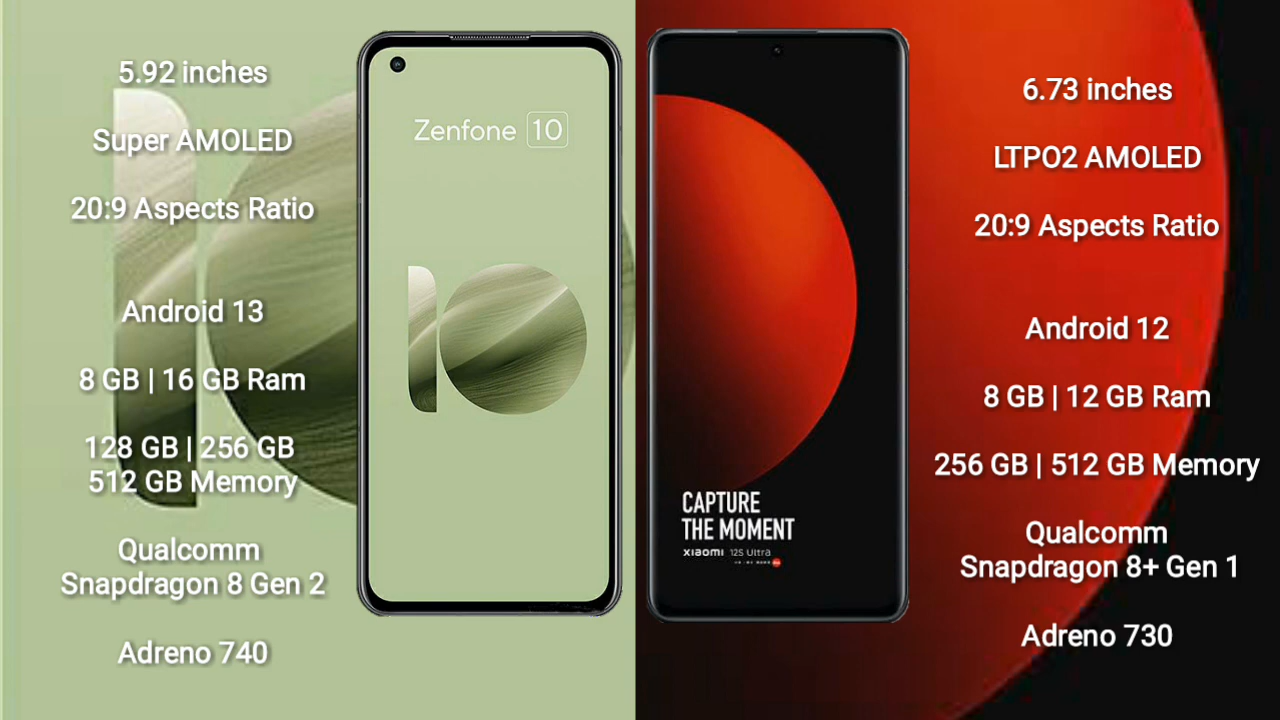 5.92 inches
Super AMOLED
20:9 Aspects Ratio
Android 13
8 GB | 16 GB Ram
128 GB | 256 GB
512 GB Memory
Qualcomm
Snapdragon 8 Gen 2
Adreno 740
Zenfone 10
10
CAPTURE
THE MOMENT
xiaomi 12S Ultra
6.73 inches
LTPO2 AMOLED
20:9 Aspects Ratio
Android 12
8 GB | 12 GB Ram
256 GB | 512 GB Memory
Qualcomm
Snapdragon 8+ Gen 1
Adreno 730